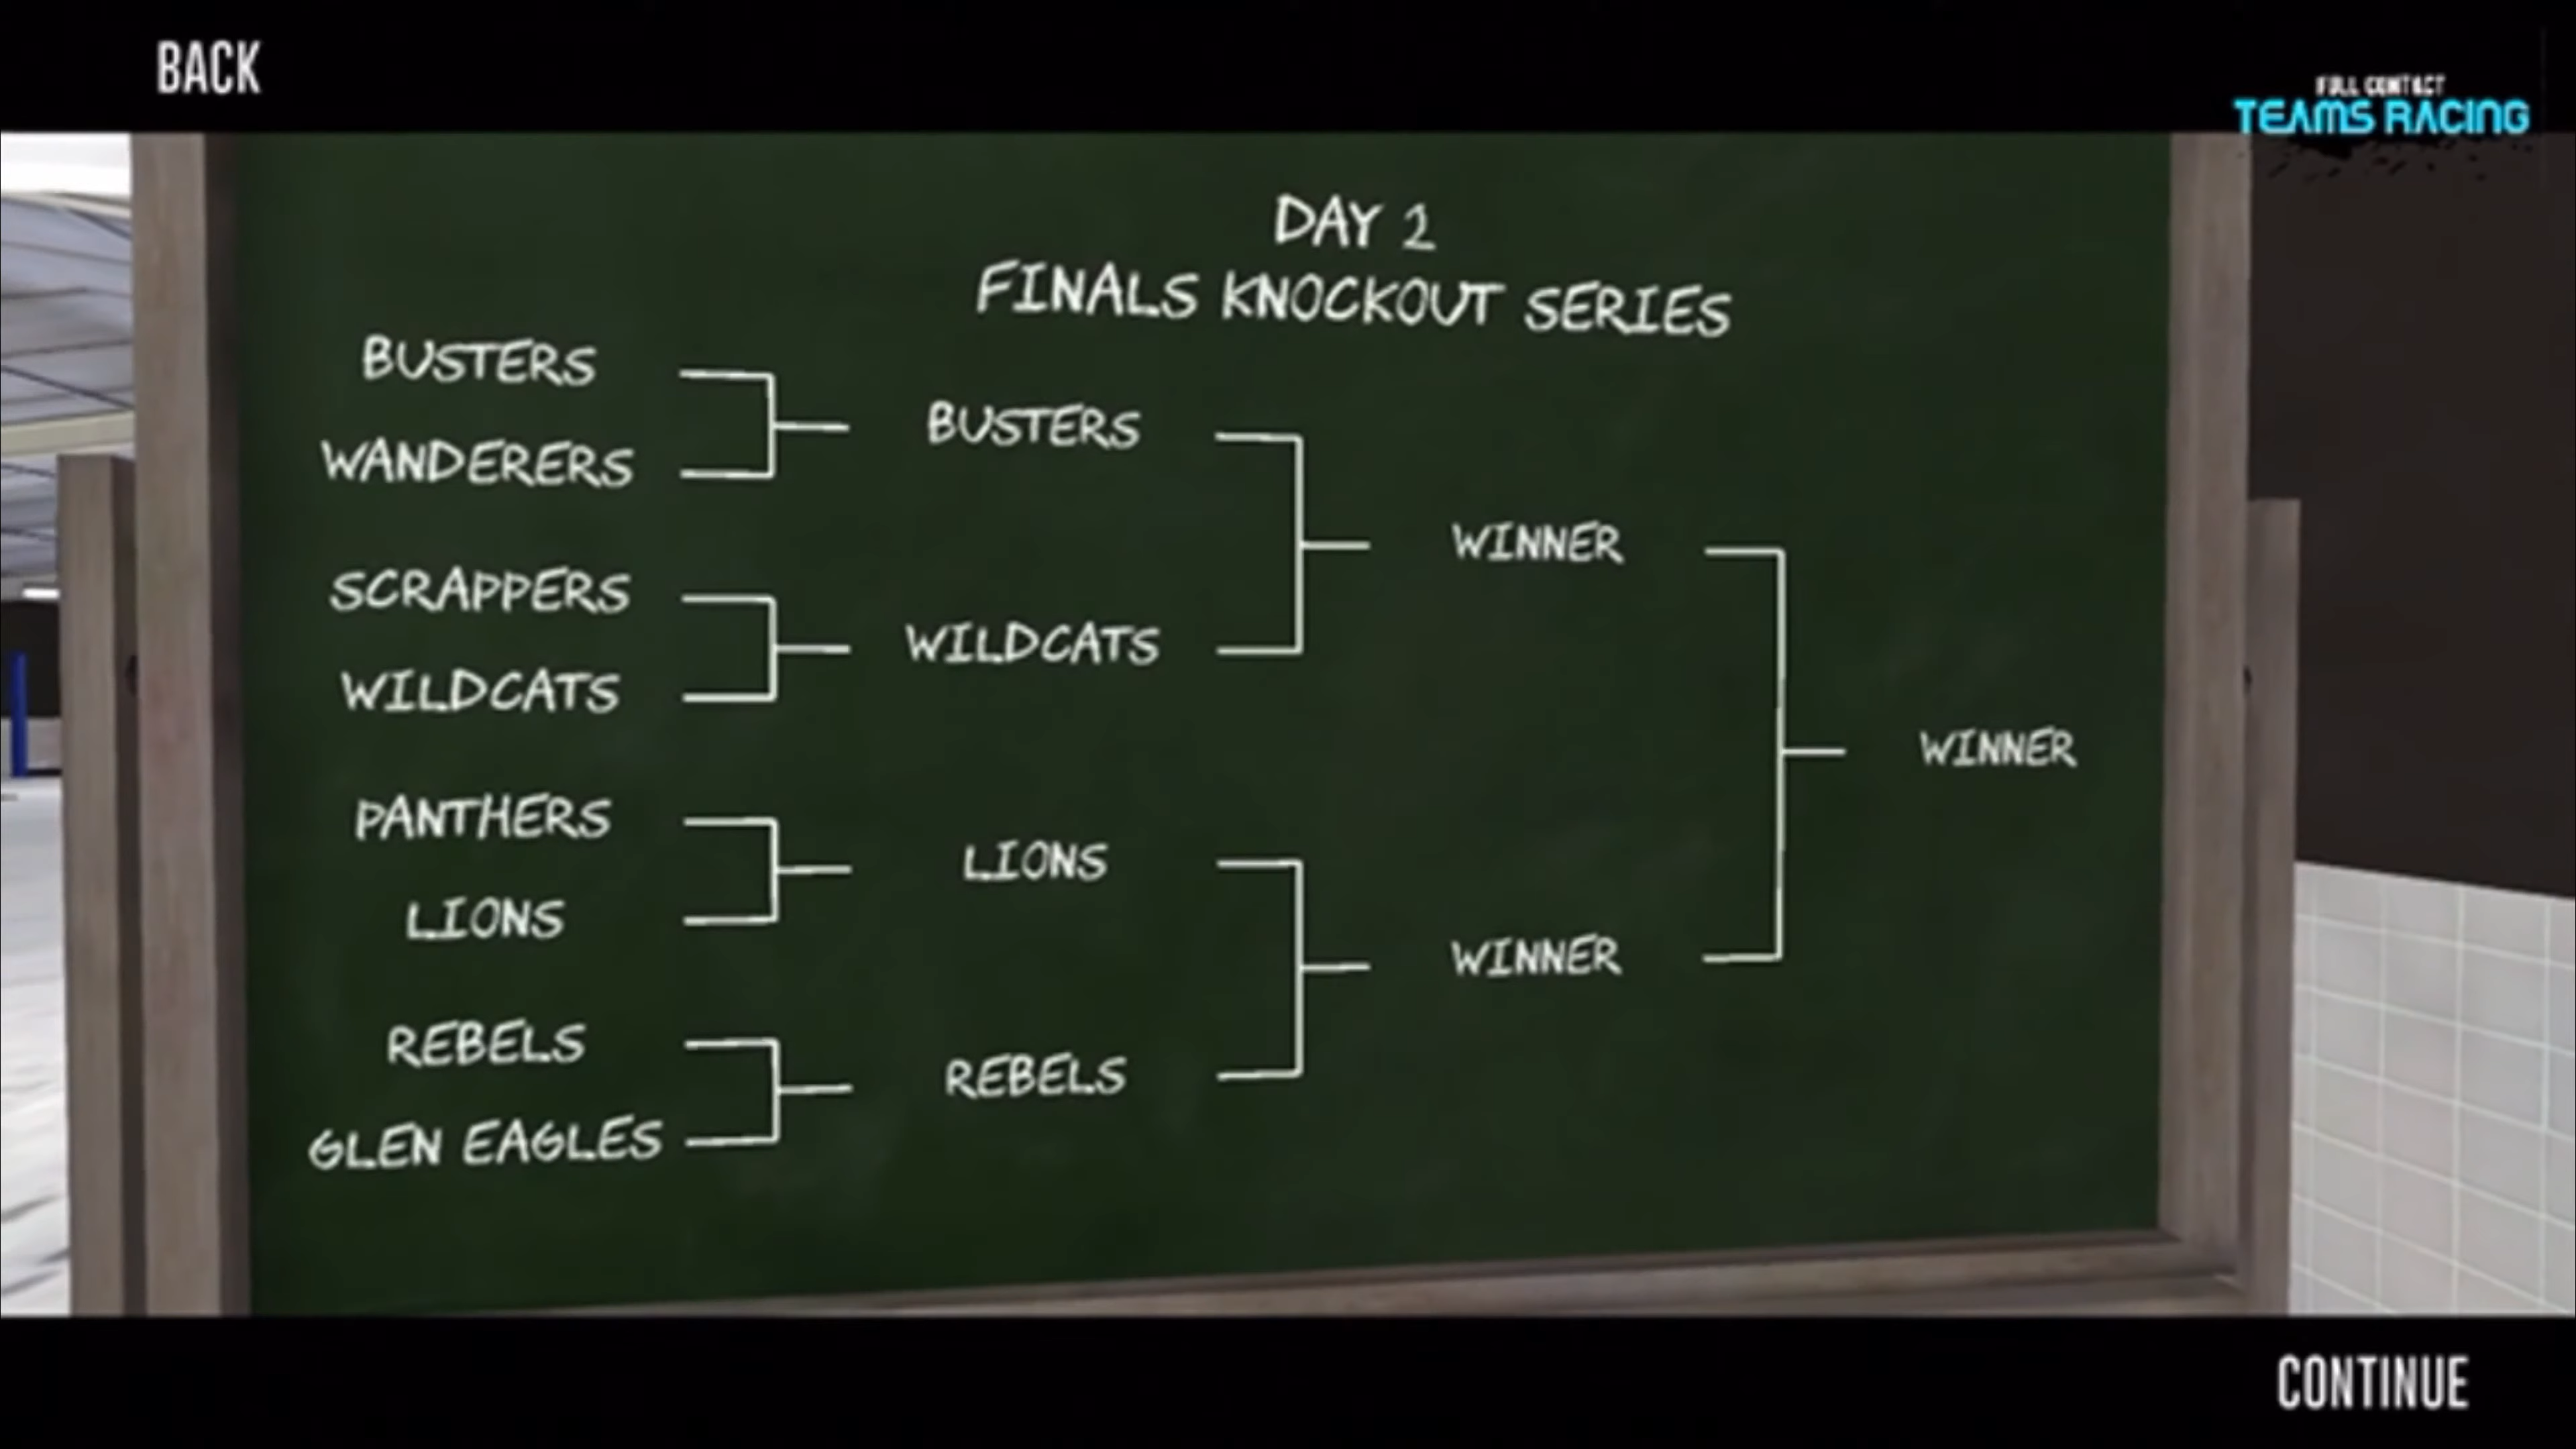 BACK
FULL CONTACT
TEAMS RACING
DAY 2
FINALS KNOCKOUT SERIES
BUSTERS
WANDERERS
SCRAPPERS
WILDCATS
PANTHERS
LIONS
REBELS
GLEN EAGLES
BUSTERS
WILDCATS
LIONS
REBELS
WINNER
WINNER
WINNER
CONTINUE